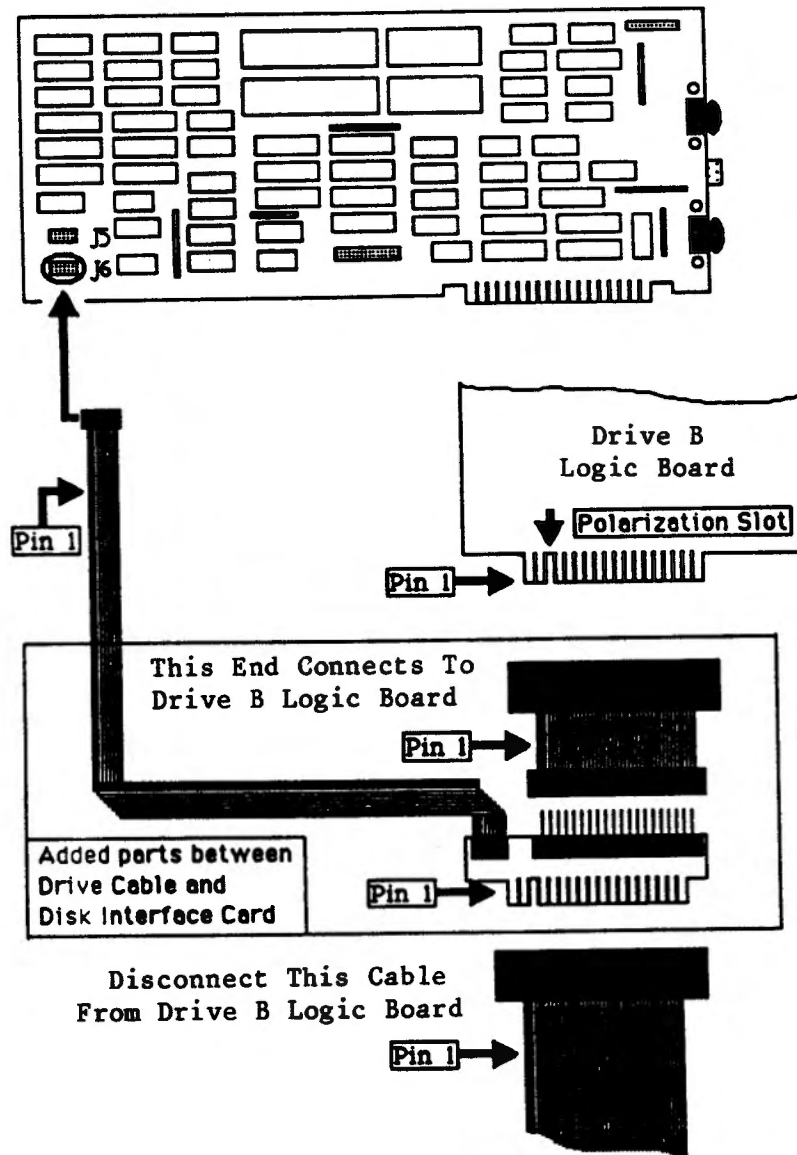 J5
J6
Drive B
Logic Board
Polarization Slot
Pin 1
Pin 1
This End Connects To
Drive B Logic Board
Pin 1
Added parts between
Drive Cable and
Disk Interface Card
Pin 1
Disconnect This Cable
From Drive B Logic Board
Pin 1